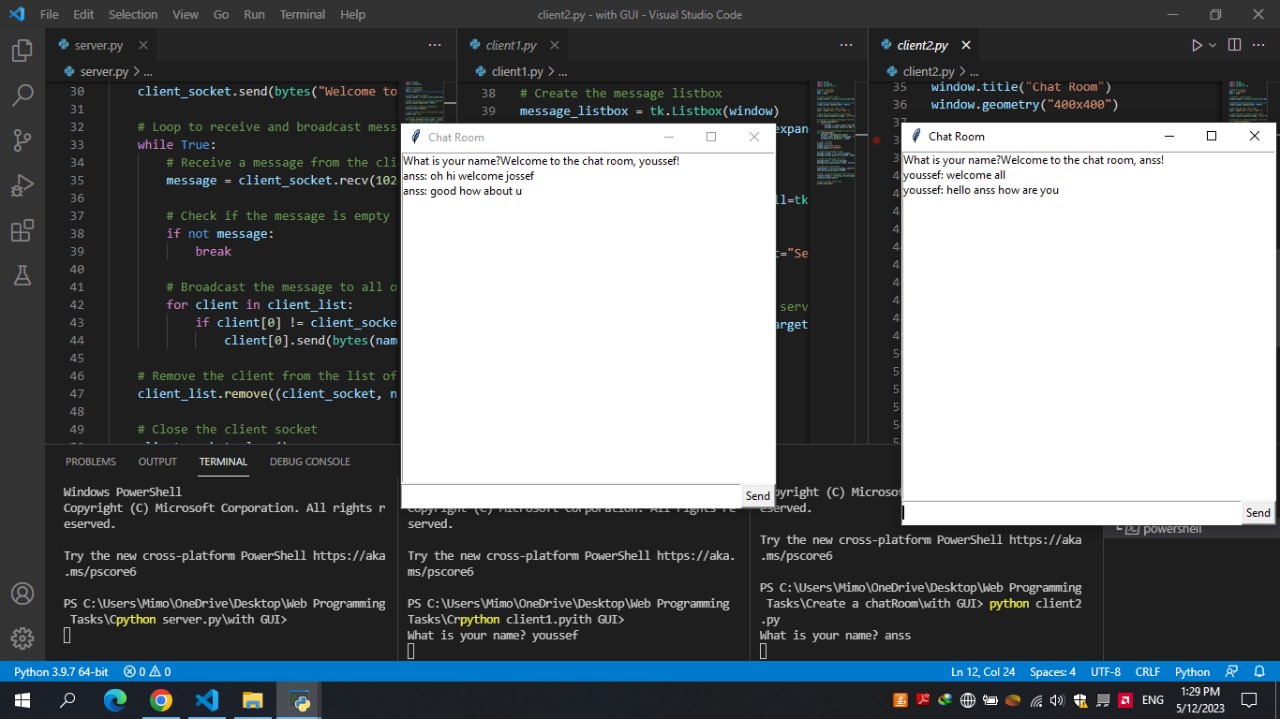 File Edit Selection View Go Run Terminal Help client2.py - with GUI - Visual Studio Code
server.py
server.py > ...
30 client_socket.send(bytes("Welcome to
31
32 # Loop to receive and broadcast mess
33 while True:
34 # Receive a message from the cli
35 message = client_socket.recv(102
36
37 # Check if the message is empty
38 if not message:
39 break
40
41 # Broadcast the message to all o
42 for client in client_list:
43 if client[0] != client_socke
44 client[0].send(bytes(nam
45
46 # Remove the client from the list of
47 client_list.remove((client_socket, n
48
49 # Close the client socket
client1.py
client1.py > ...
38 # Create the message listbox
39 message_listbox = tk.Listbox(window)
expan
ll=tk
t="Se
serv
arget
client2.py
client2.py > ...
35 window.title("Chat Room")
36 window.geometry("400x400")
37
Chat Room
What is your name?Welcome to the chat room, youssef!
anss: oh hi welcome jossef
anss: good how about u
Send
Chat Room
What is your name?Welcome to the chat room, anss!
youssef: welcome all
youssef: hello anss how are you
Send
PROBLEMS OUTPUT TERMINAL DEBUG CONSOLE
Windows PowerShell
Copyright (C) Microsoft Corporation. All rights r
eserved.
Try the new cross-platform PowerShell https://aka
.ms/pscore6
PS C:\Users\Mimo\OneDrive\Desktop\Web Programming
Tasks\Cpython server.py\with GUI>
Copyright (C) Microsoft Corporation. All rights re
served.
Try the new cross-platform PowerShell https://aka.
ms/pscore6
PS C:\Users\Mimo\OneDrive\Desktop\Web Programming
Tasks\Crpython client1.pyith GUI>
What is your name? youssef
opyright (C) Microsof
eserved.
Try the new cross-platform PowerShell https://aka
.ms/pscore6
PS C:\Users\Mimo\OneDrive\Desktop\Web Programming
Tasks\Create a chatRoom\with GUI> python client2
.py
What is your name? anss
powershell
Python 3.9.7 64-bit 0 0 Ln 12, Col 24 Spaces: 4 UTF-8 CRLF Python
ENG 1:29 PM
5/12/2023